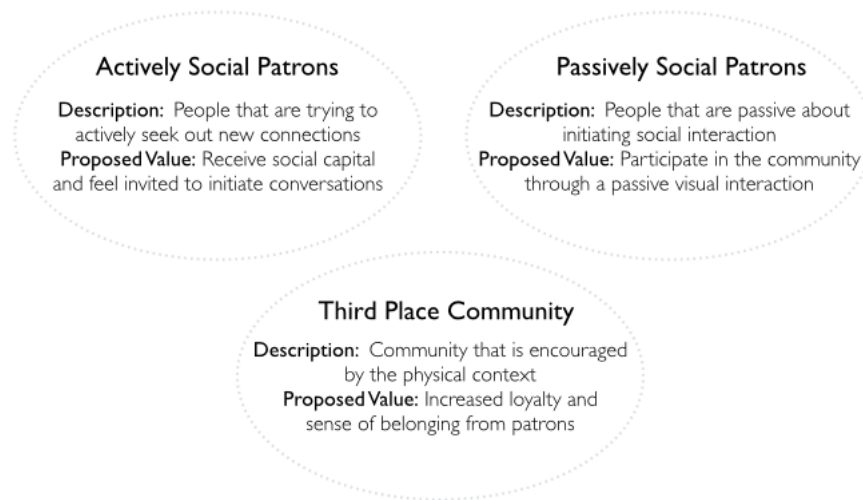 Actively Social Patrons
Description: People that are trying to
actively seek out new connections
Proposed Value: Receive social capital
and feel invited to initiate conversations
Passively Social Patrons
Description: People that are passive about
initiating social interaction
Proposed Value: Participate in the community
through a passive visual interaction
Third Place Community
Description: Community that is encouraged
by the physical context
Proposed Value: Increased loyalty and
sense of belonging from patrons